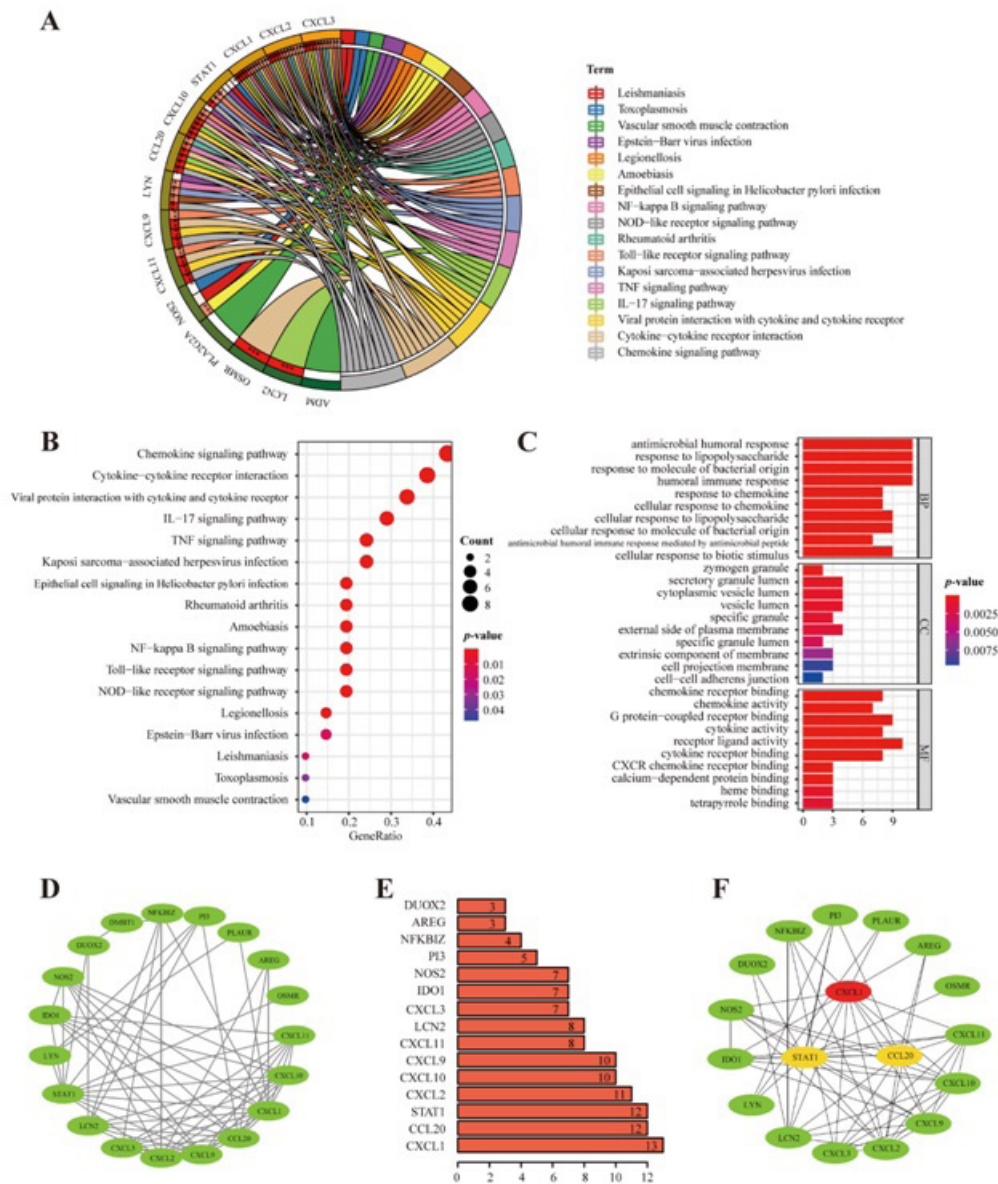 A
CXCL3
CXCL2
CXCL1
STAT1
CXCL10
CCL20
LYN
CXCL9
CXCL11
NOS2
PLA2G2A
OSMR
LCN2
ADM
Term
Leishmaniasis
Toxoplasmosis
Vascular smooth muscle contraction
Epstein−Barr virus infection
Legionellosis
Amoebiasis
Epithelial cell signaling in Helicobacter pylori infection
NF−kappa B signaling pathway
NOD−like receptor signaling pathway
Rheumatoid arthritis
Toll−like receptor signaling pathway
Kaposi sarcoma−associated herpesvirus infection
TNF signaling pathway
IL−17 signaling pathway
Viral protein interaction with cytokine and cytokine receptor
Cytokine−cytokine receptor interaction
Chemokine signaling pathway
B
Chemokine signaling pathway
Cytokine−cytokine receptor interaction
Viral protein interaction with cytokine and cytokine receptor
IL−17 signaling pathway
TNF signaling pathway
Kaposi sarcoma−associated herpesvirus infection
Epithelial cell signaling in Helicobacter pylori infection
Rheumatoid arthritis
Amoebiasis
NF−kappa B signaling pathway
Toll−like receptor signaling pathway
NOD−like receptor signaling pathway
Legionellosis
Epstein−Barr virus infection
Leishmaniasis
Toxoplasmosis
Vascular smooth muscle contraction
0.1 0.2 0.3 0.4
GeneRatio
Count
2
4
6
8
p-value
0.01
0.02
0.03
0.04
C
antimicrobial humoral response
response to lipopolysaccharide
response to molecule of bacterial origin
humoral immune response
response to chemokine
cellular response to chemokine
cellular response to lipopolysaccharide
cellular response to molecule of bacterial origin
antimicrobial humoral immune response mediated by antimicrobial peptide
cellular response to biotic stimulus
BP
zymogen granule
secretory granule lumen
cytoplasmic vesicle lumen
vesicle lumen
specific granule
external side of plasma membrane
specific granule lumen
extrinsic component of membrane
cell projection membrane
cell−cell adherens junction
CC
chemokine receptor binding
chemokine activity
G protein-coupled receptor binding
cytokine activity
receptor ligand activity
cytokine receptor binding
CXCR chemokine receptor binding
calcium-dependent protein binding
heme binding
tetrapyrrole binding
MF
0 3 6 9
p-value
0.0025
0.0050
0.0075
D
NFKBIZ
PI3
PLAUR
AREG
OSMR
CXCL11
CXCL10
CXCL1
CCL20
CXCL9
CXCL2
CXCL3
LCN2
STAT1
LYN
IDO1
NOS2
DUOX2
DMBT1
E
DUOX2 3
AREG 3
NFKBIZ 4
PI3 5
NOS2 7
IDO1 7
CXCL3 7
LCN2 8
CXCL11 8
CXCL9 10
CXCL10 10
CXCL2 11
STAT1 12
CCL20 12
CXCL1 13
0 2 4 6 8 10 12
F
PI3
PLAUR
NFKBIZ
AREG
DUOX2
CXCL1
OSMR
NOS2
CXCL11
IDO1
STAT1
CCL20
CXCL10
LYN
CXCL9
LCN2
CXCL3
CXCL2